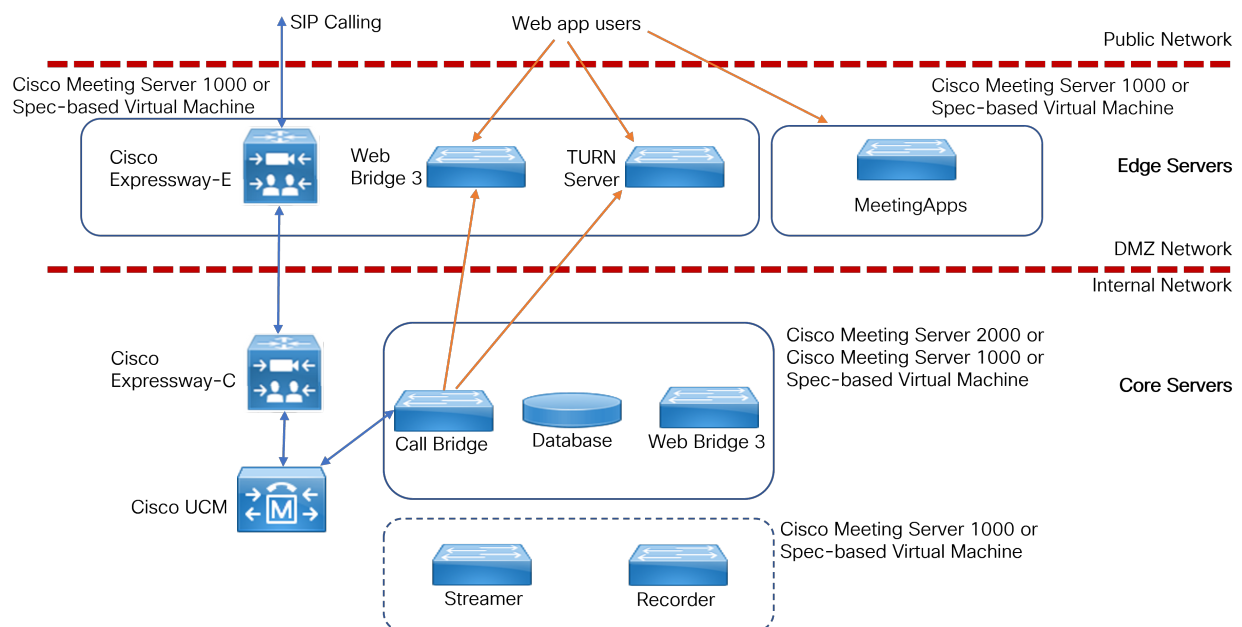 SIP Calling
Web app users
Public Network
Cisco Meeting Server 1000 or
Spec-based Virtual Machine
Cisco Meeting Server 1000 or
Spec-based Virtual Machine
Cisco
Expressway-E
Web
Bridge 3
TURN
Server
MeetingApps
Edge Servers
DMZ Network
Internal Network
Cisco
Expressway-C
Cisco Meeting Server 2000 or
Cisco Meeting Server 1000 or
Spec-based Virtual Machine
Core Servers
Call Bridge
Database
Web Bridge 3
Cisco UCM
M
Cisco Meeting Server 1000 or
Spec-based Virtual Machine
Streamer
Recorder